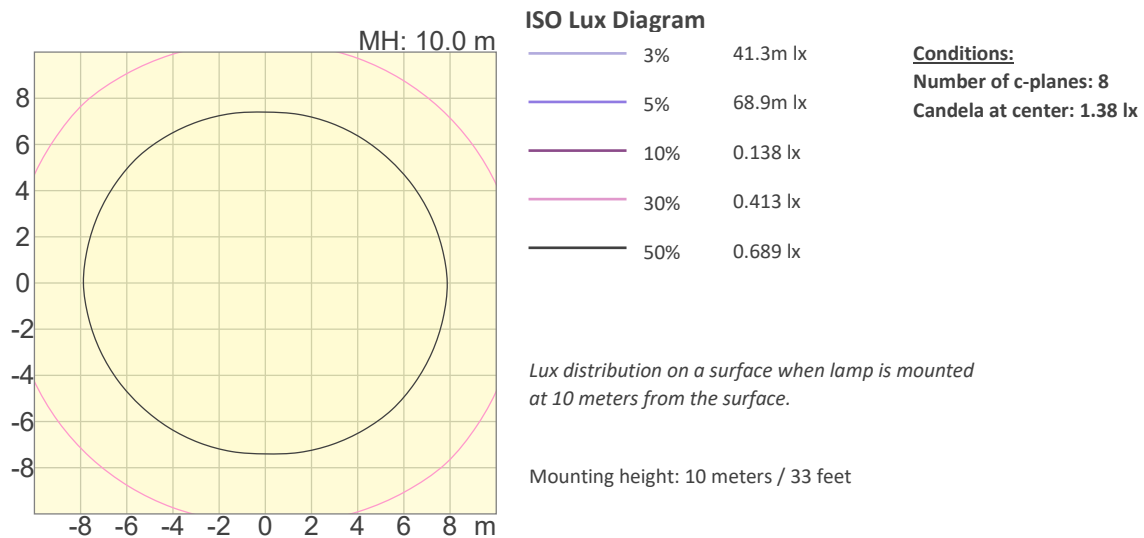 ISO Lux Diagram
MH: 10.0 m
8
6
4
2
0
-2
-4
-6
-8
-8 -6 -4 -2 0 2 4 6 8 m
3% 41.3m lx
5% 68.9m lx
10% 0.138 lx
30% 0.413 lx
50% 0.689 lx
Conditions:
Number of c-planes: 8
Candela at center: 1.38 lx
Lux distribution on a surface when lamp is mounted
at 10 meters from the surface.
Mounting height: 10 meters / 33 feet